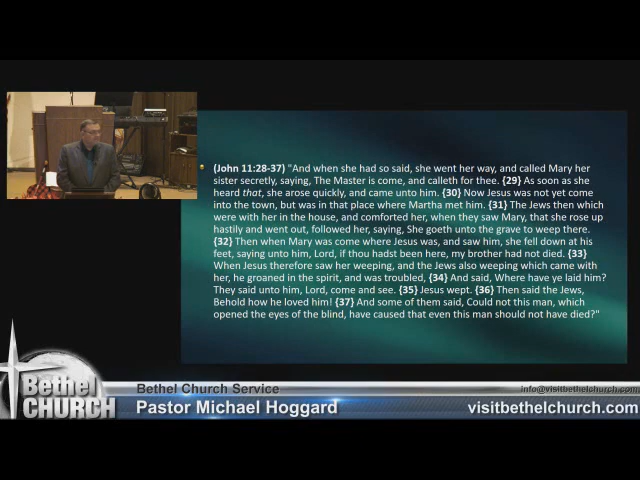 (John 11:28-37) "And when she had so said, she went her way, and called Mary her
sister secretly, saying, The Master is come, and calleth for thee. {29} As soon as she
heard that, she arose quickly, and came unto him. {30} Now Jesus was not yet come
into the town, but was in that place where Martha met him. {31} The Jews then which
were with her in the house, and comforted her, when they saw Mary, that she rose up
hastily and went out, followed her, saying, She goeth unto the grave to weep there.
{32} Then when Mary was come where Jesus was, and saw him, she fell down at his
feet, saying unto him, Lord, if thou hadst been here, my brother had not died. {33}
When Jesus therefore saw her weeping, and the Jews also weeping which came with
her, he groaned in the spirit, and was troubled, {34} And said, Where have ye laid him?
They said unto him, Lord, come and see. {35} Jesus wept. {36} Then said the Jews,
Behold how he loved him! {37} And some of them said, Could not this man, which
opened the eyes of the blind, have caused that even this man should not have died?"
Bethel
CHURCH
Bethel Church Service
info@visitbethelchurch.com
Pastor Michael Hoggard
visitbethelchurch.com